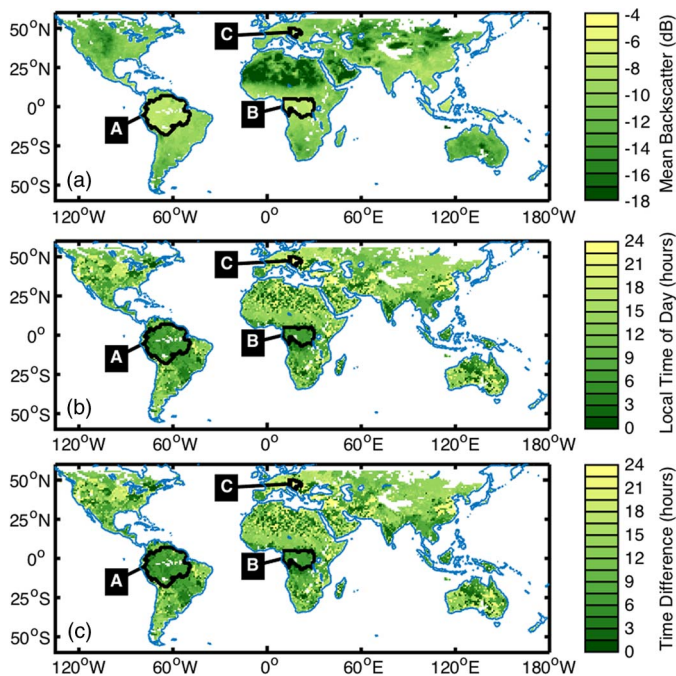 50°N
25°N
0°
25°S
50°S
A
B
C
(a)
120°W 60°W 0° 60°E 120°E 180°W
-4
-6
-8
-10
-12
-14
-16
-18
Mean Backscatter (dB)
50°N
25°N
0°
25°S
50°S
A
B
C
(b)
120°W 60°W 0° 60°E 120°E 180°W
24
21
18
15
12
9
6
3
0
Local Time of Day (hours)
50°N
25°N
0°
25°S
50°S
A
B
C
(c)
120°W 60°W 0° 60°E 120°E 180°W
24
21
18
15
12
9
6
3
0
Time Difference (hours)